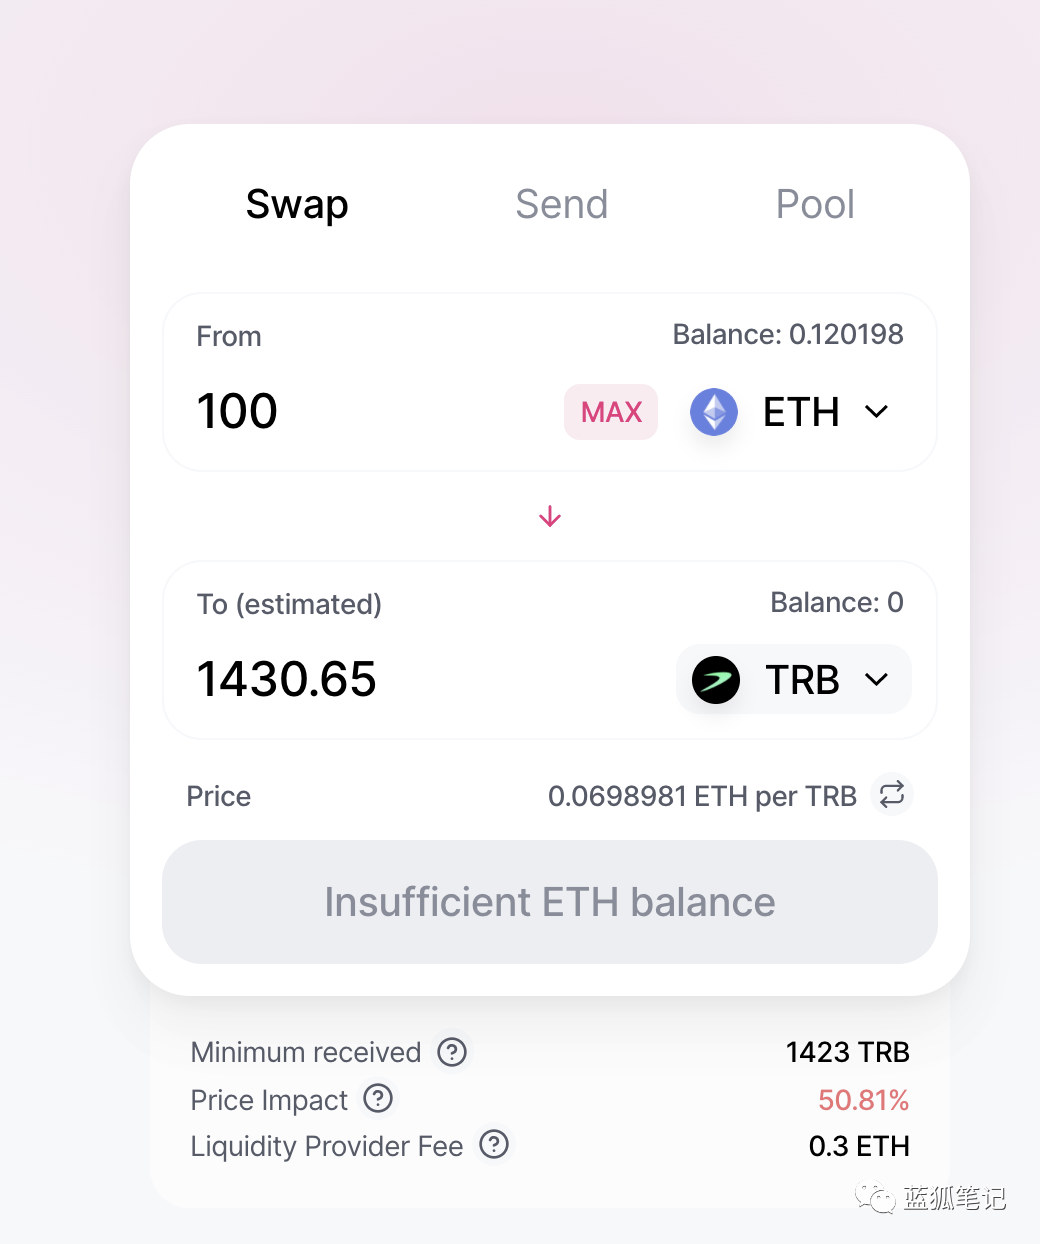 Swap Send Pool
From Balance: 0.120198
100 MAX ETH
To (estimated) Balance: 0
1430.65 TRB
Price 0.0698981 ETH per TRB
Insufficient ETH balance
Minimum received ? 1423 TRB
Price Impact ? 50.81%
Liquidity Provider Fee ? 0.3 ETH
蓝狐笔记